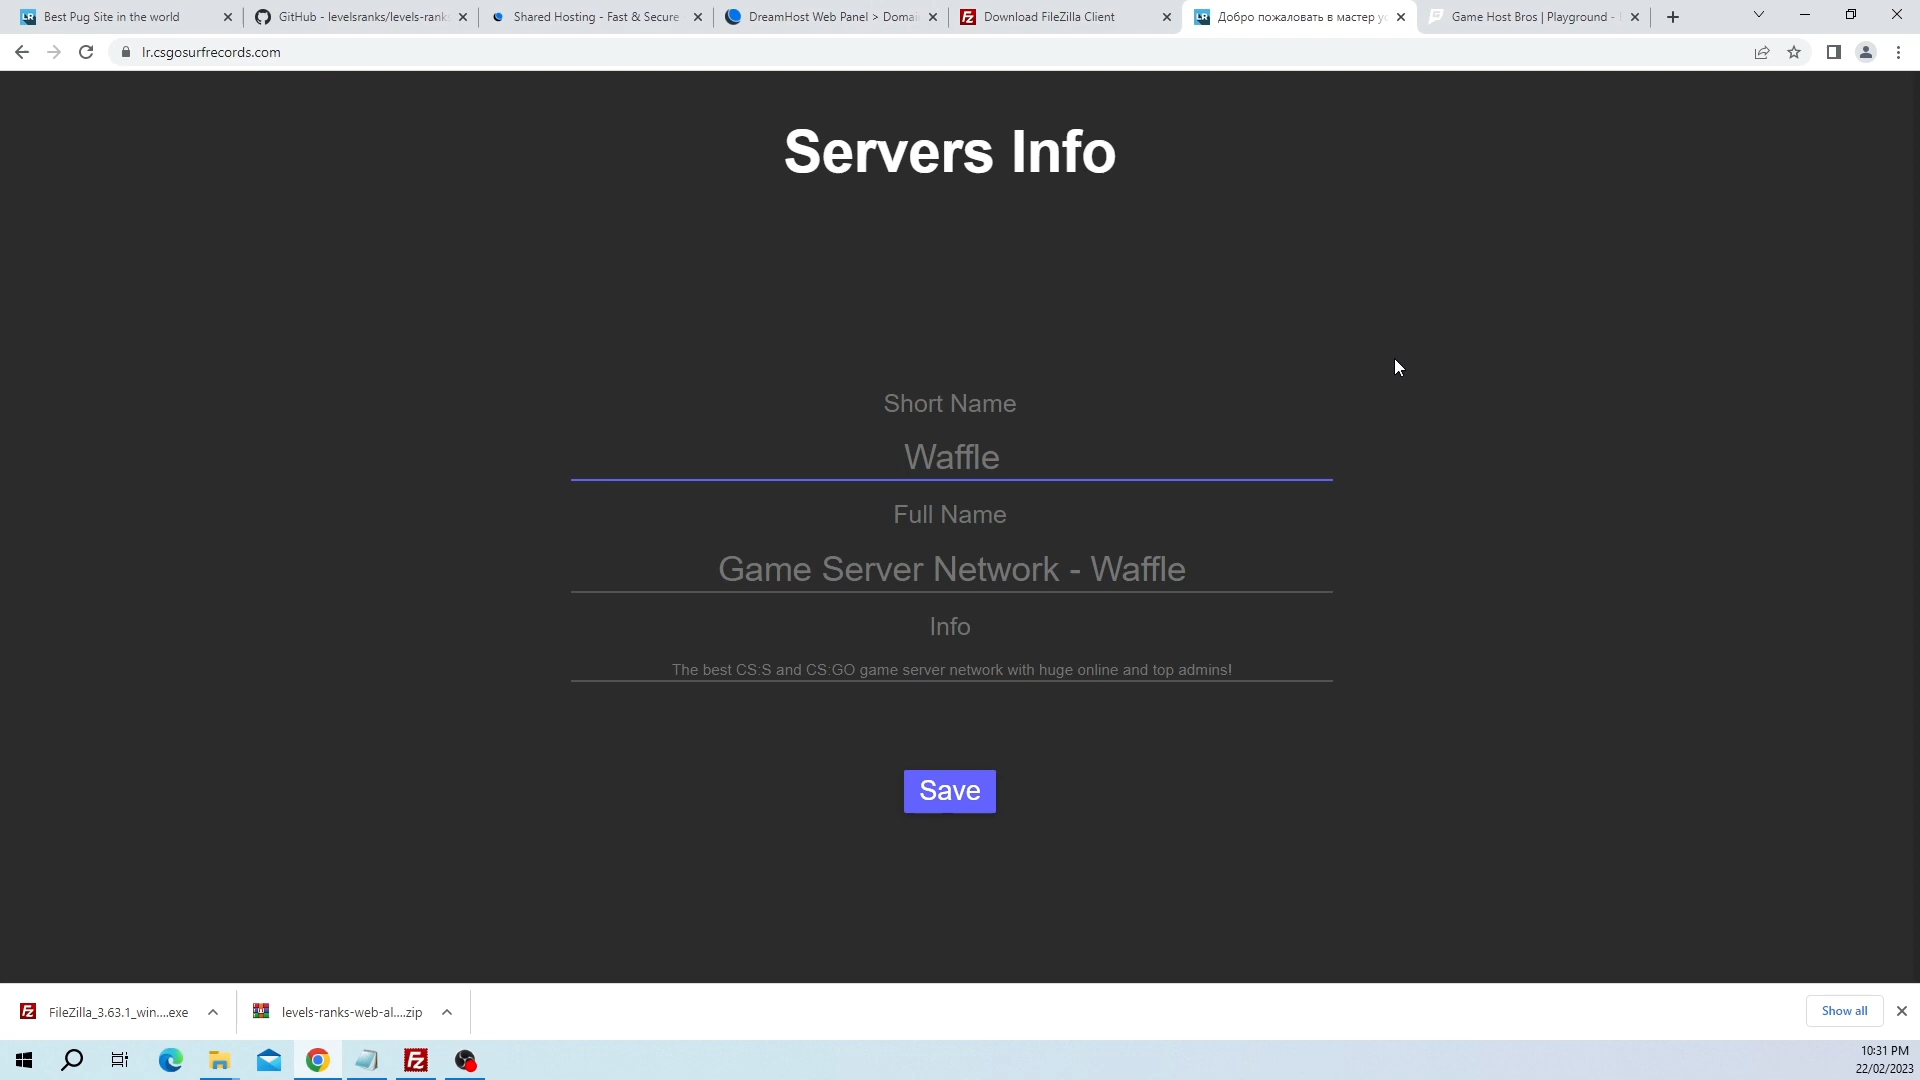 Best Pug Site in the world
GitHub - levelsranks/levels-rank
Shared Hosting - Fast & Secure
DreamHost Web Panel > Domai
Download FileZilla Client
Добро пожаловать в мастер ус
Game Host Bros | Playground -
lr.csgosurfrecords.com
Servers Info
Short Name
Waffle
Full Name
Game Server Network - Waffle
Info
The best CS:S and CS:GO game server network with huge online and top admins!
Save
FileZilla_3.63.1_win....exe
levels-ranks-web-al....zip
Show all
10:31 PM
22/02/2023